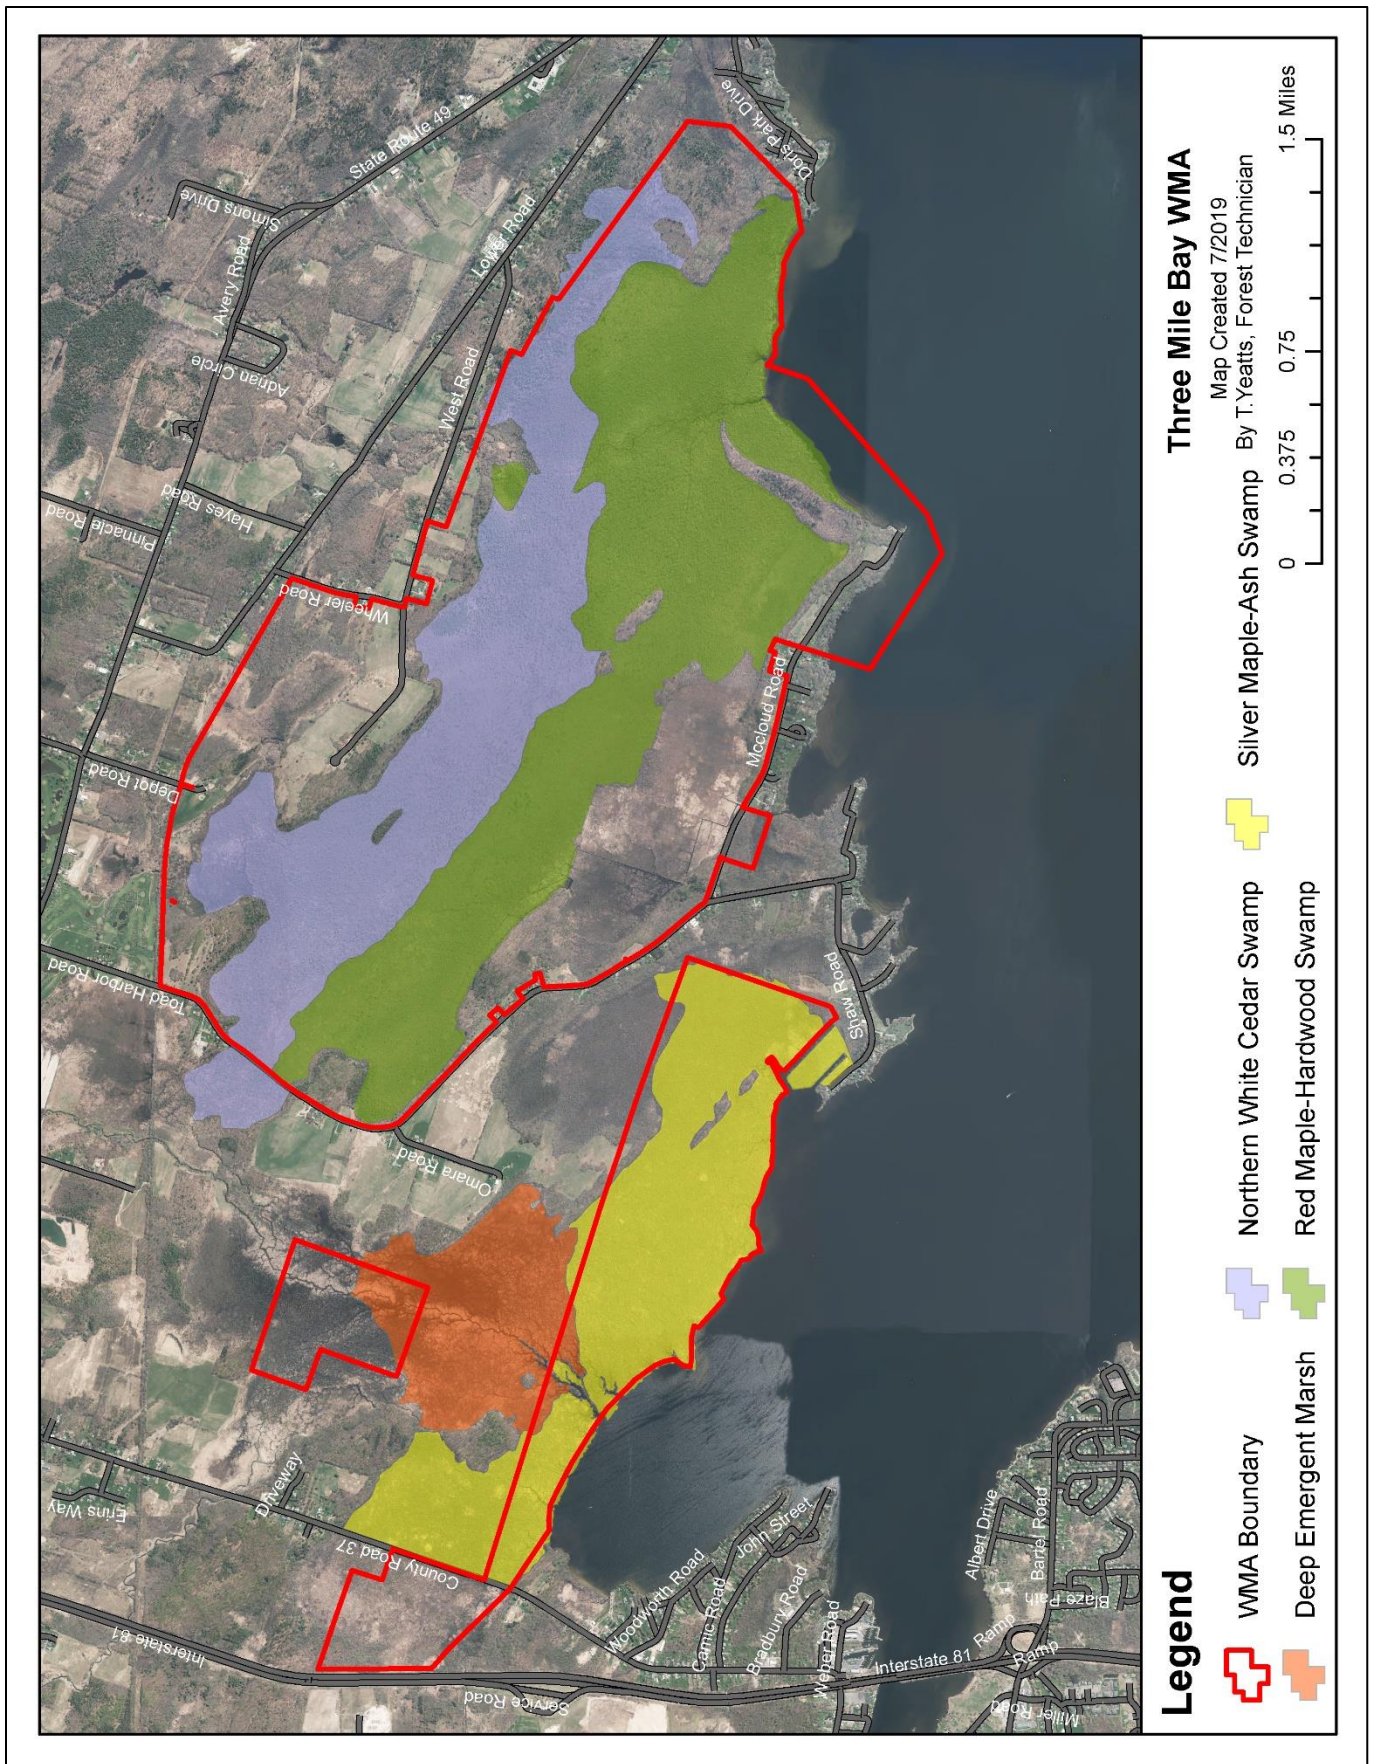 Interstate 81
Service Road
County Road 37
Driveway
Erins Way
Woodworth Road
Camic Road
John Street
Bradbury Road
Weber Road
Interstate 81
Ramp
Ramp
Miller Road
Albert Drive
Bartel Road
Blaze Path
Omara Road
Toad Harbor Road
Shaw Road
Depot Road
Mccloud Road
Wheeler Road
West Road
Lower Road
Hayes Road
Pinnacle Road
Adrian Circle
Avery Road
Simons Drive
State Route 49
Doris Park Drive
Legend
WMA Boundary
Northern White Cedar Swamp
Silver Maple-Ash Swamp
Deep Emergent Marsh
Red Maple-Hardwood Swamp
Three Mile Bay WMA
Map Created 7/2019
By T.Yeatts, Forest Technician
0 0.375 0.75 1.5 Miles